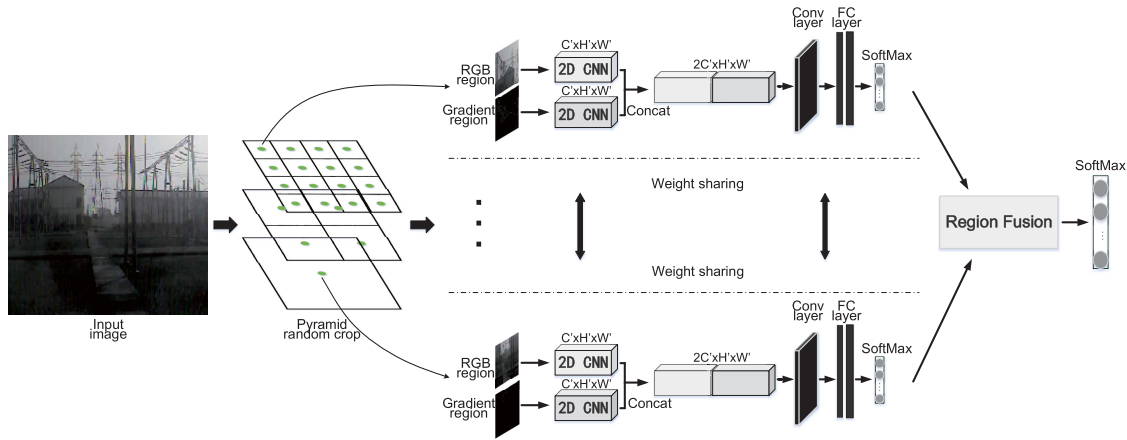 Input
image
Pyramid
random crop
RGB
region
Gradient
region
C'xH'xW'
2D CNN
C'xH'xW'
2D CNN
Concat
2C'xH'xW'
Conv
layer
FC
layer
SoftMax
Weight sharing
Weight sharing
RGB
region
Gradient
region
C'xH'xW'
2D CNN
C'xH'xW'
2D CNN
Concat
2C'xH'xW'
Conv
layer
FC
layer
SoftMax
Region Fusion
SoftMax